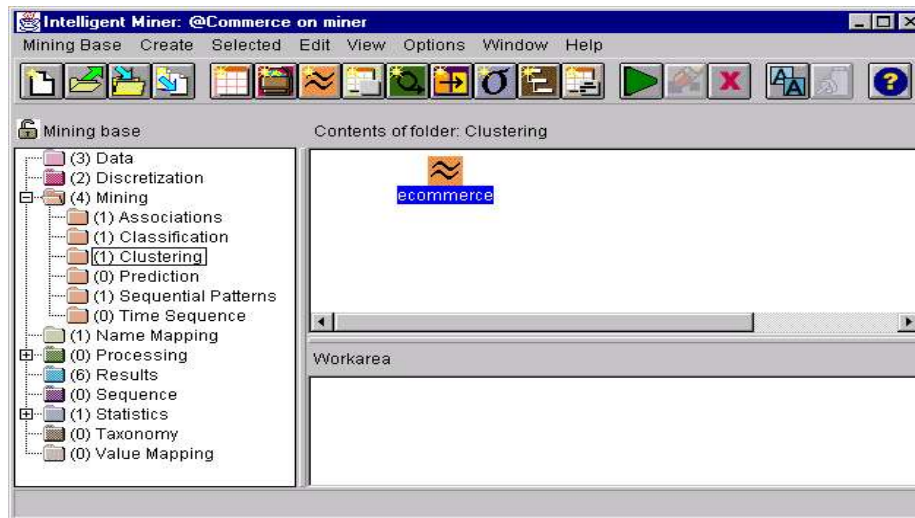 Intelligent Miner: @Commerce on miner
Mining Base Create Selected Edit View Options Window Help
Mining base
(3) Data
(2) Discretization
(4) Mining
(1) Associations
(1) Classification
(1) Clustering
(0) Prediction
(1) Sequential Patterns
(0) Time Sequence
(1) Name Mapping
(0) Processing
(6) Results
(0) Sequence
(1) Statistics
(0) Taxonomy
(0) Value Mapping
Contents of folder: Clustering
ecommerce
Workarea